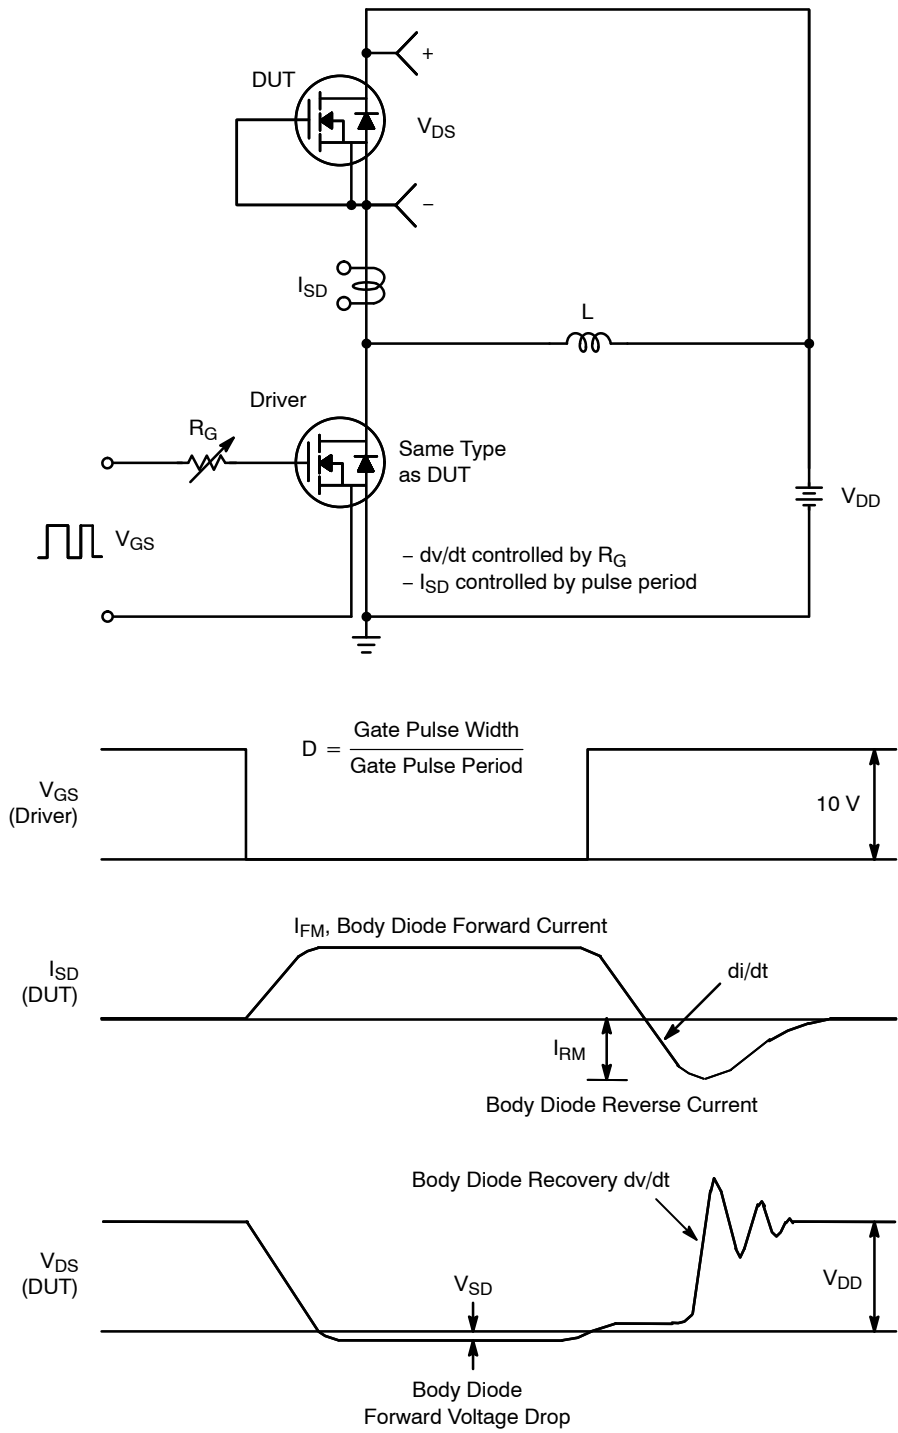 DUT
+
V_DS
−
I_SD
L
Driver
R_G
Same Type
as DUT
V_DD
V_GS
− dv/dt controlled by R_G
− I_SD controlled by pulse period
D = Gate Pulse Width
Gate Pulse Period
V_GS
(Driver)
10 V
I_FM, Body Diode Forward Current
I_SD
(DUT)
di/dt
I_RM
Body Diode Reverse Current
Body Diode Recovery dv/dt
V_DS
(DUT)
V_SD
V_DD
Body Diode
Forward Voltage Drop